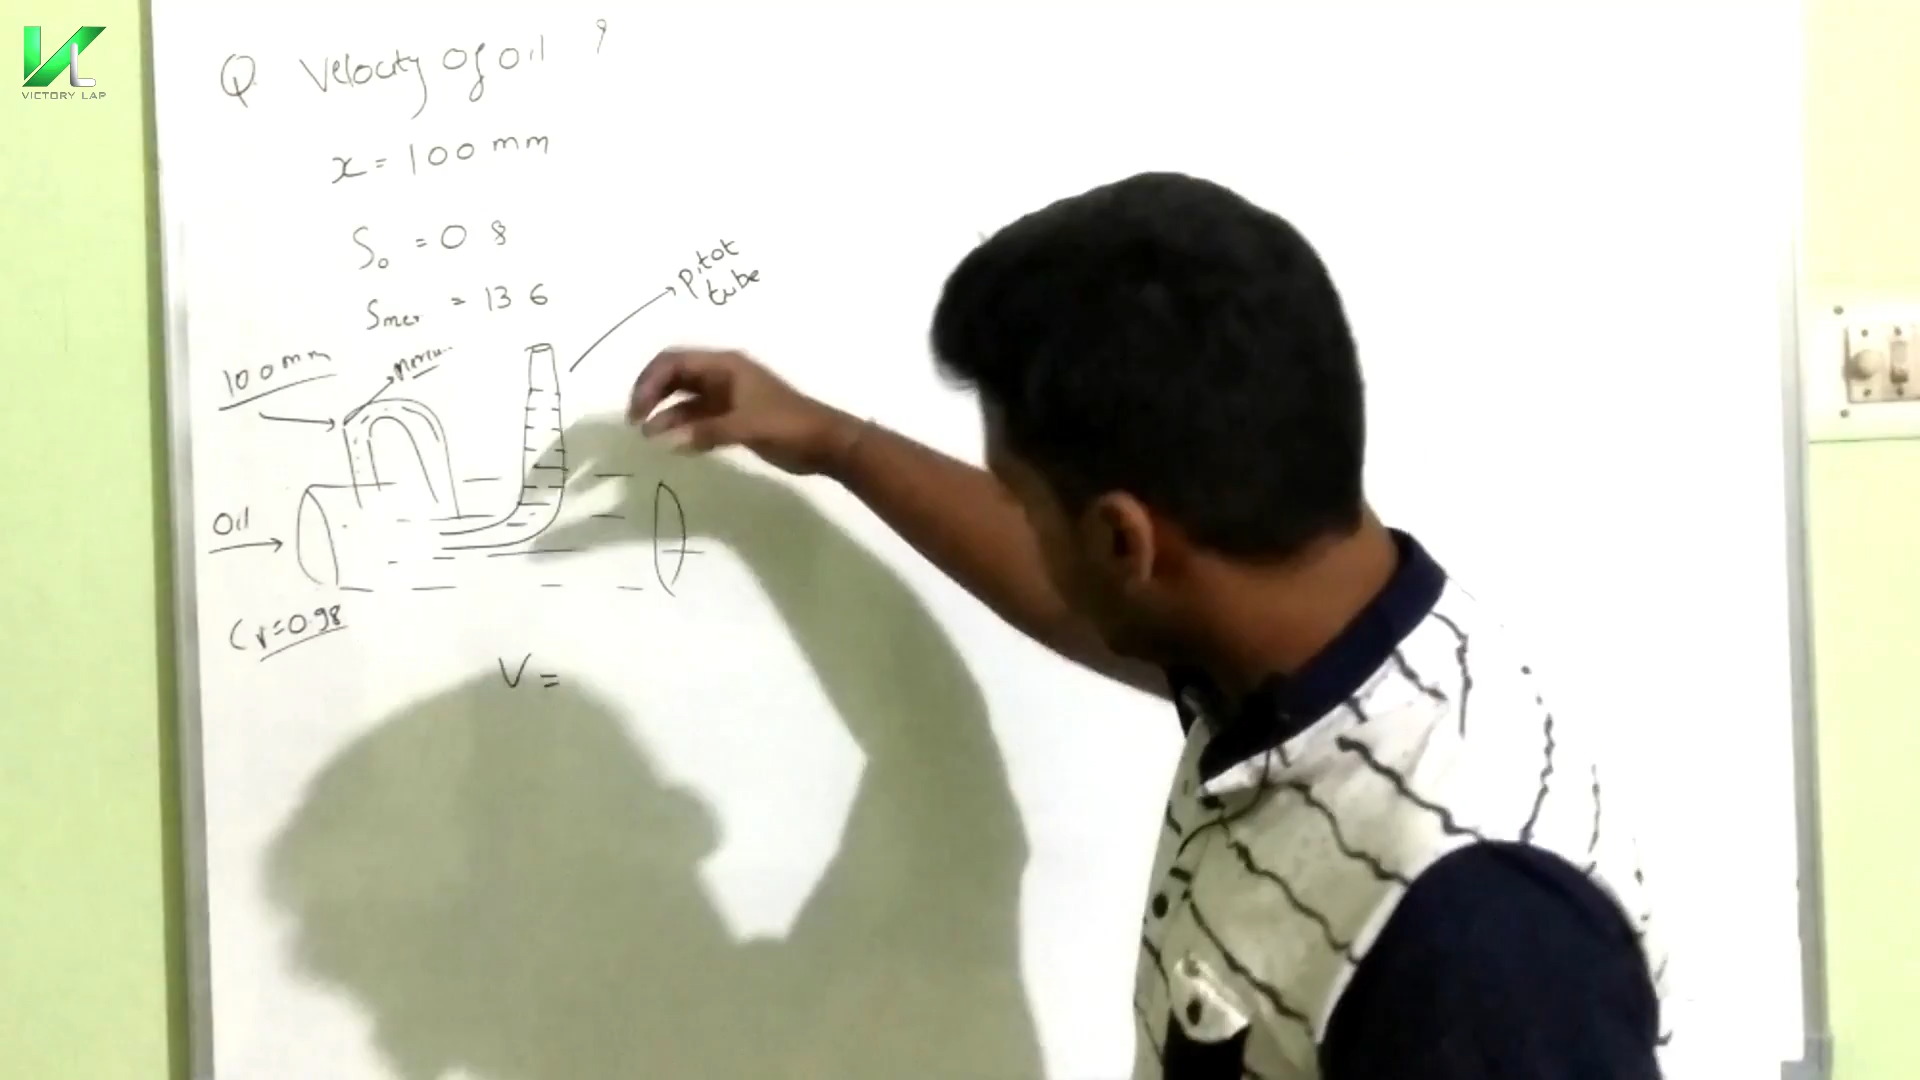 VICTORY LAP
Q. Velocity of oil ?
x = 100 mm
So = 0.8
Smer = 13.6
Pitot
tube
100 mm
Oil
Cv = 0.98
V =